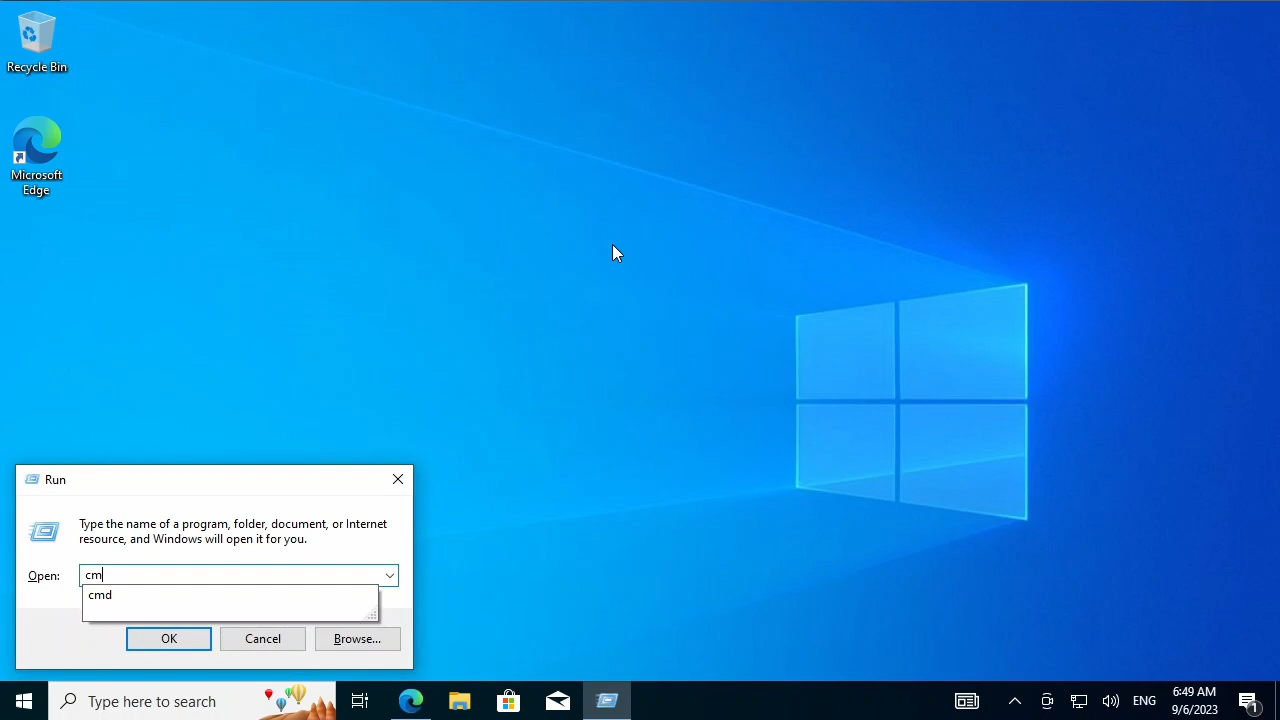 Recycle Bin
Microsoft
Edge
Run
Type the name of a program, folder, document, or Internet
resource, and Windows will open it for you.
Open:
cm
cmd
OK
Cancel
Browse...
Type here to search
ENG
6:49 AM
9/6/2023
1